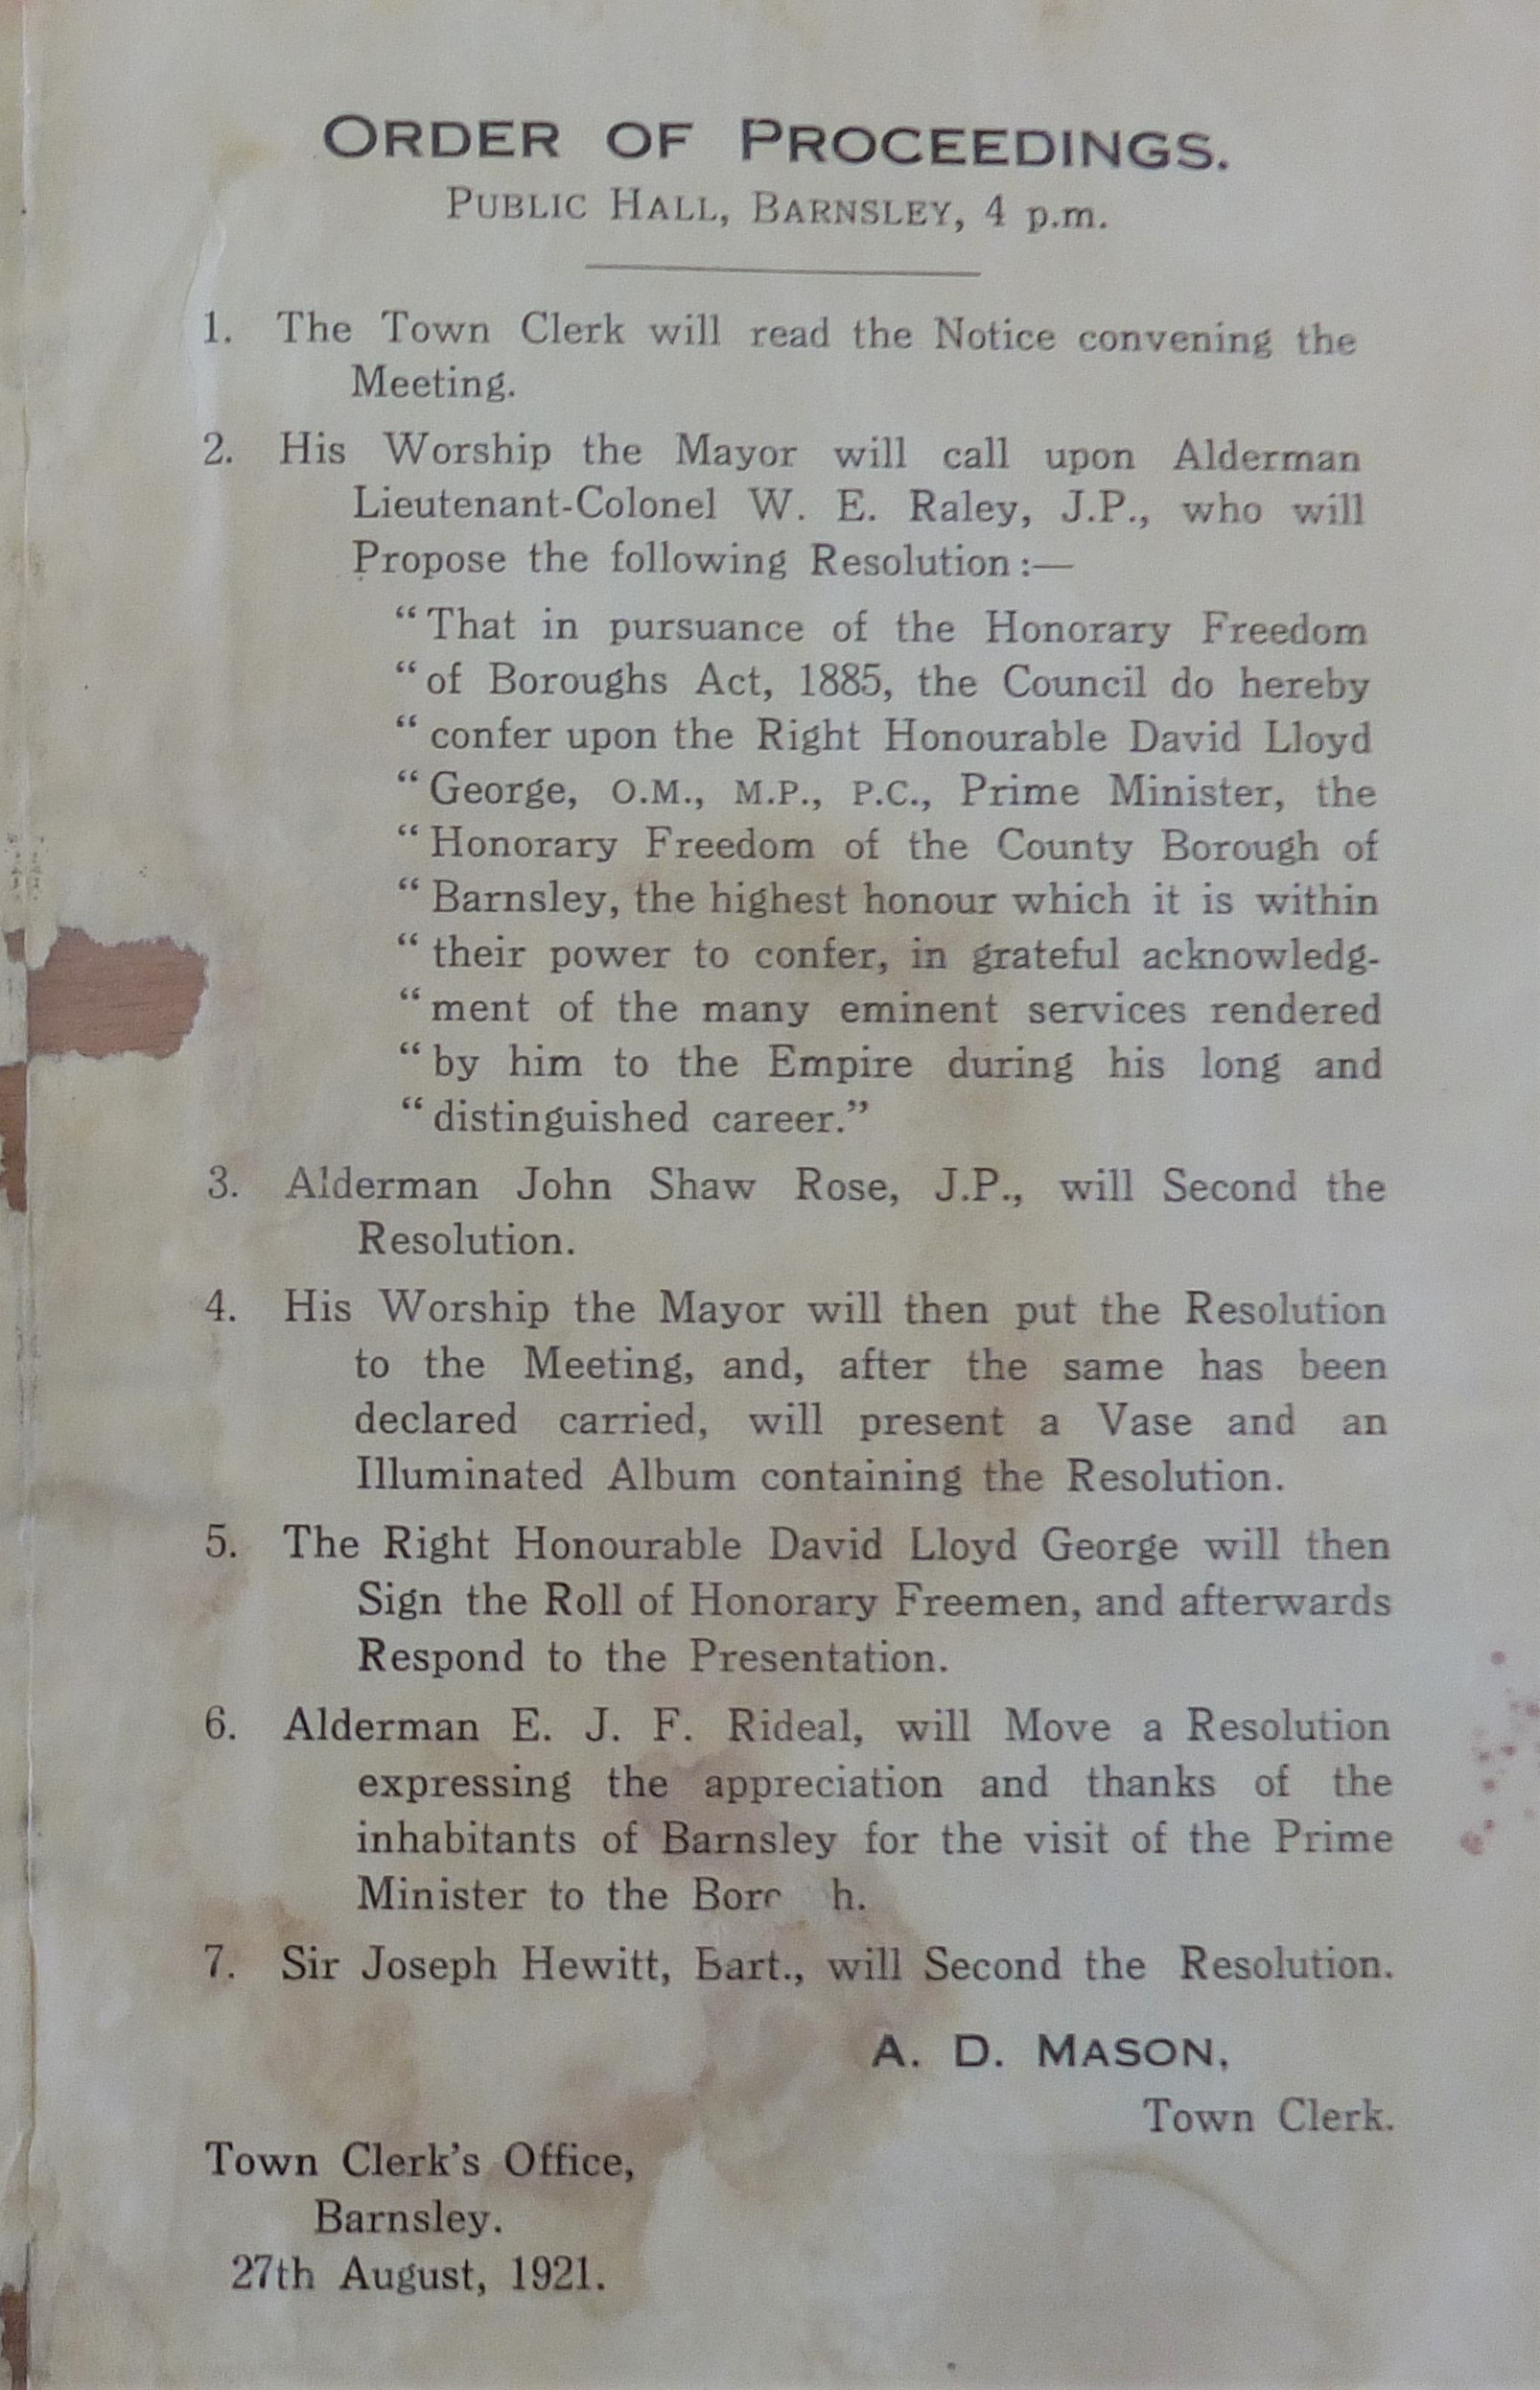 ORDER OF PROCEEDINGS.
PUBLIC HALL, BARNSLEY, 4 p.m.
1. The Town Clerk will read the Notice convening the
Meeting.
2. His Worship the Mayor will call upon Alderman
Lieutenant-Colonel W. E. Raley, J.P., who will
Propose the following Resolution :—
“ That in pursuance of the Honorary Freedom
“ of Boroughs Act, 1885, the Council do hereby
“ confer upon the Right Honourable David Lloyd
“ George, O.M., M.P., P.C., Prime Minister, the
“ Honorary Freedom of the County Borough of
“ Barnsley, the highest honour which it is within
“ their power to confer, in grateful acknowledg-
“ ment of the many eminent services rendered
“ by him to the Empire during his long and
“ distinguished career.”
3. Alderman John Shaw Rose, J.P., will Second the
Resolution.
4. His Worship the Mayor will then put the Resolution
to the Meeting, and, after the same has been
declared carried, will present a Vase and an
Illuminated Album containing the Resolution.
5. The Right Honourable David Lloyd George will then
Sign the Roll of Honorary Freemen, and afterwards
Respond to the Presentation.
6. Alderman E. J. F. Rideal, will Move a Resolution
expressing the appreciation and thanks of the
inhabitants of Barnsley for the visit of the Prime
Minister to the
7. Sir Joseph Hewitt, Bart., will Second the Resolution.
A. D. MASON,
Town Clerk.
Town Clerk’s Office,
Barnsley.
27th August, 1921.